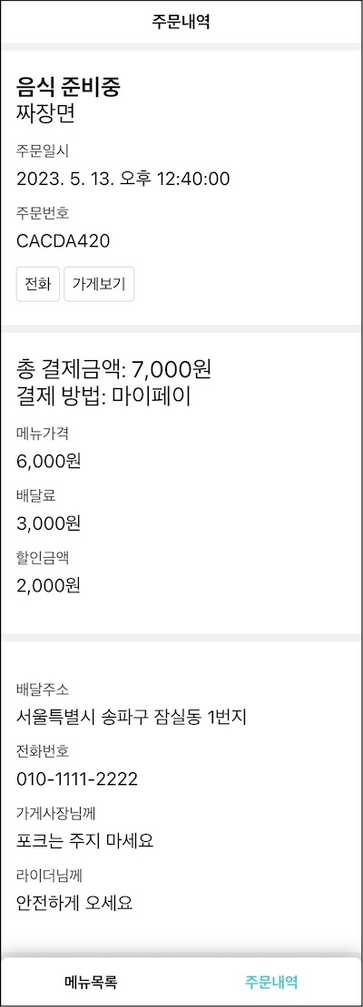 주문내역
음식 준비중
짜장면
주문일시
2023. 5. 13. 오후 12:40:00
주문번호
CACDA420
전화 가게보기
총 결제금액: 7,000원
결제 방법: 마이페이
메뉴가격
6,000원
배달료
3,000원
할인금액
2,000원
배달주소
서울특별시 송파구 잠실동 1번지
전화번호
010-1111-2222
가게사장님께
포크는 주지 마세요
라이더님께
안전하게 오세요
메뉴목록 주문내역